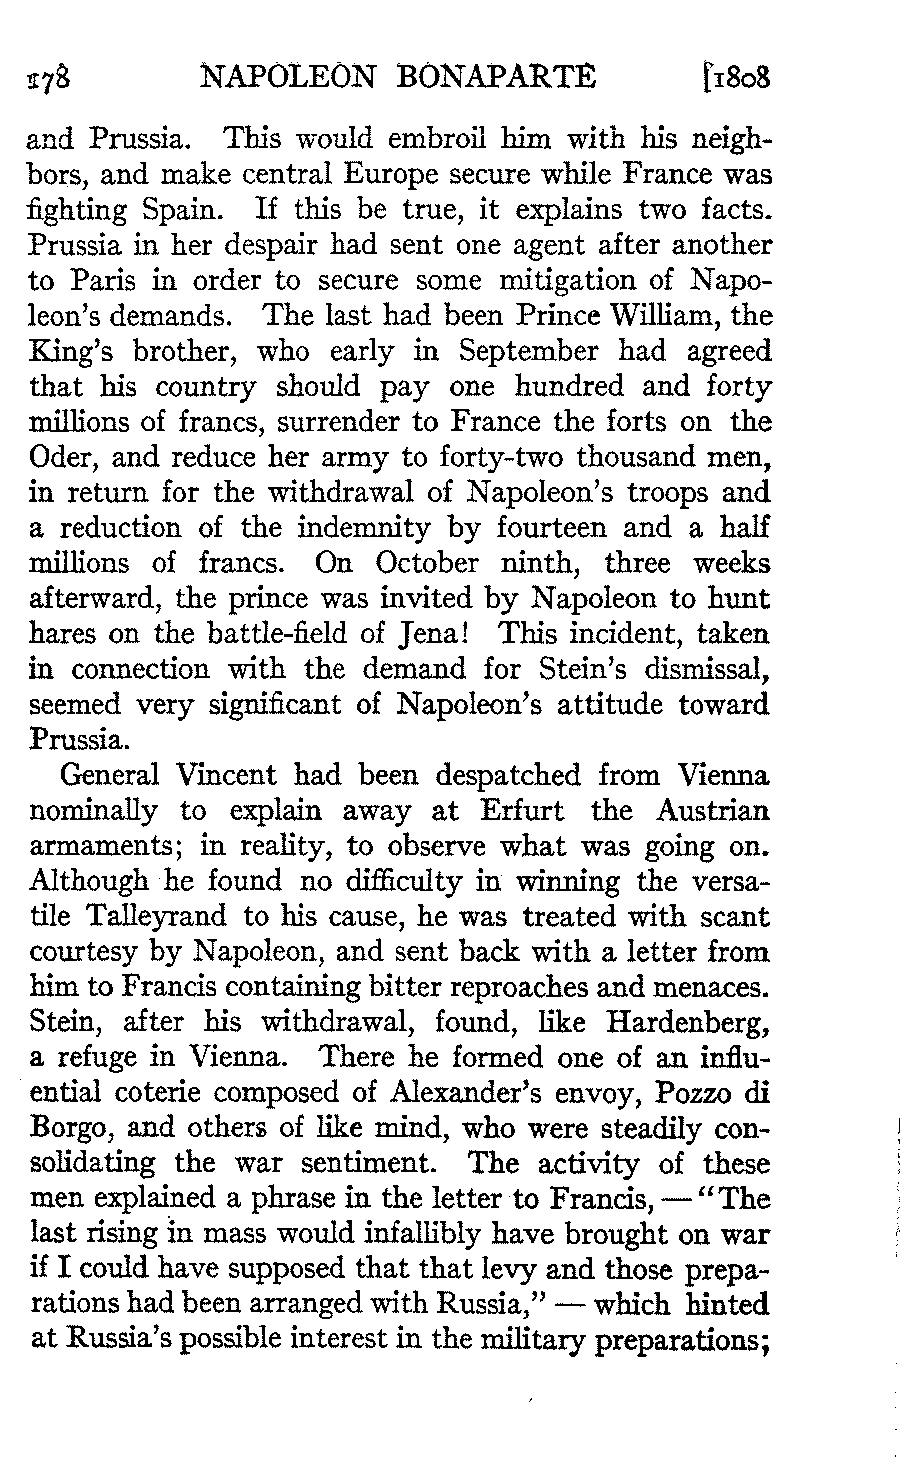 178 NAPOLEON BONAPARTE [1808
and Prussia. This would embroil him with his neigh-
bors, and make central Europe secure while France was
fighting Spain. If this be true, it explains two facts.
Prussia in her despair had sent one agent after another
to Paris in order to secure some mitigation of Napo-
leon's demands. The last had been Prince William, the
King's brother, who early in September had agreed
that his country should pay one hundred and forty
millions of francs, surrender to France the forts on the
Oder, and reduce her army to forty-two thousand men,
in return for the withdrawal of Napoleon's troops and
a reduction of the indemnity by fourteen and a half
millions of francs. On October ninth, three weeks
afterward, the prince was invited by Napoleon to hunt
hares on the battle-field of Jena! This incident, taken
in connection with the demand for Stein's dismissal,
seemed very significant of Napoleon's attitude toward
Prussia.
General Vincent had been despatched from Vienna
nominally to explain away at Erfurt the Austrian
armaments; in reality, to observe what was going on.
Although he found no difficulty in winning the versa-
tile Talleyrand to his cause, he was treated with scant
courtesy by Napoleon, and sent back with a letter from
him to Francis containing bitter reproaches and menaces.
Stein, after his withdrawal, found, like Hardenberg,
a refuge in Vienna. There he formed one of an influ-
ential coterie composed of Alexander's envoy, Pozzo di
Borgo, and others of like mind, who were steadily con-
solidating the war sentiment. The activity of these
men explained a phrase in the letter to Francis, — "The
last rising in mass would infallibly have brought on war
if I could have supposed that that levy and those prepa-
rations had been arranged with Russia," — which hinted
at Russia's possible interest in the military preparations;